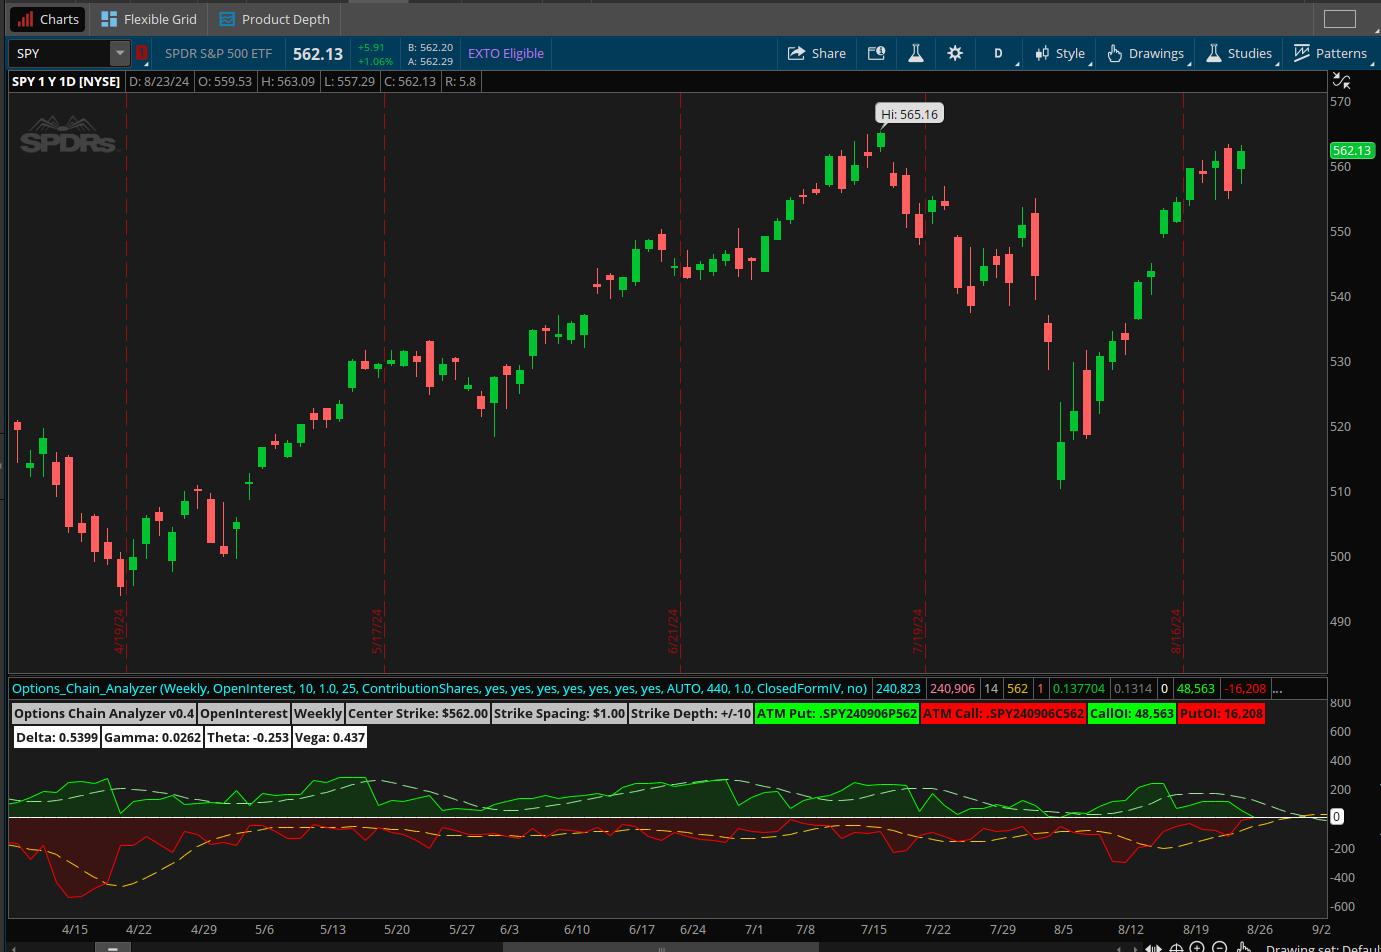 Charts Flexible Grid Product Depth
SPY 1 SPDR S&P 500 ETF 562.13 +5.91 +1.06% B: 562.20 A: 562.29 EXTO Eligible Share D Style Drawings Studies Patterns
SPY 1 Y 1D [NYSE] D: 8/23/24 O: 559.53 H: 563.09 L: 557.29 C: 562.13 R: 5.8
570
SPDRs
Hi: 565.16
562.13
560
550
540
530
520
510
500
490
4/19/24 5/17/24 6/21/24 7/19/24 8/16/24
Options_Chain_Analyzer (Weekly, OpenInterest, 10, 1.0, 25, ContributionShares, yes, yes, yes, yes, yes, yes, yes, AUTO, 440, 1.0, ClosedFormIV, no) 240,823 240,906 14 562 1 0.137704 0.1314 0 48,563 -16,208 ...
Options Chain Analyzer v0.4 OpenInterest Weekly Center Strike: $562.00 Strike Spacing: $1.00 Strike Depth: +/-10 ATM Put: .SPY240906P562 ATM Call: .SPY240906C562 CallOI: 48,563 PutOI: 16,208
Delta: 0.5399 Gamma: 0.0262 Theta: -0.253 Vega: 0.437
800
600
400
200
0
-200
-400
-600
4/15 4/22 4/29 5/6 5/13 5/20 5/27 6/3 6/10 6/17 6/24 7/1 7/8 7/15 7/22 7/29 8/5 8/12 8/19 8/26 9/2
Drawing set: Defau